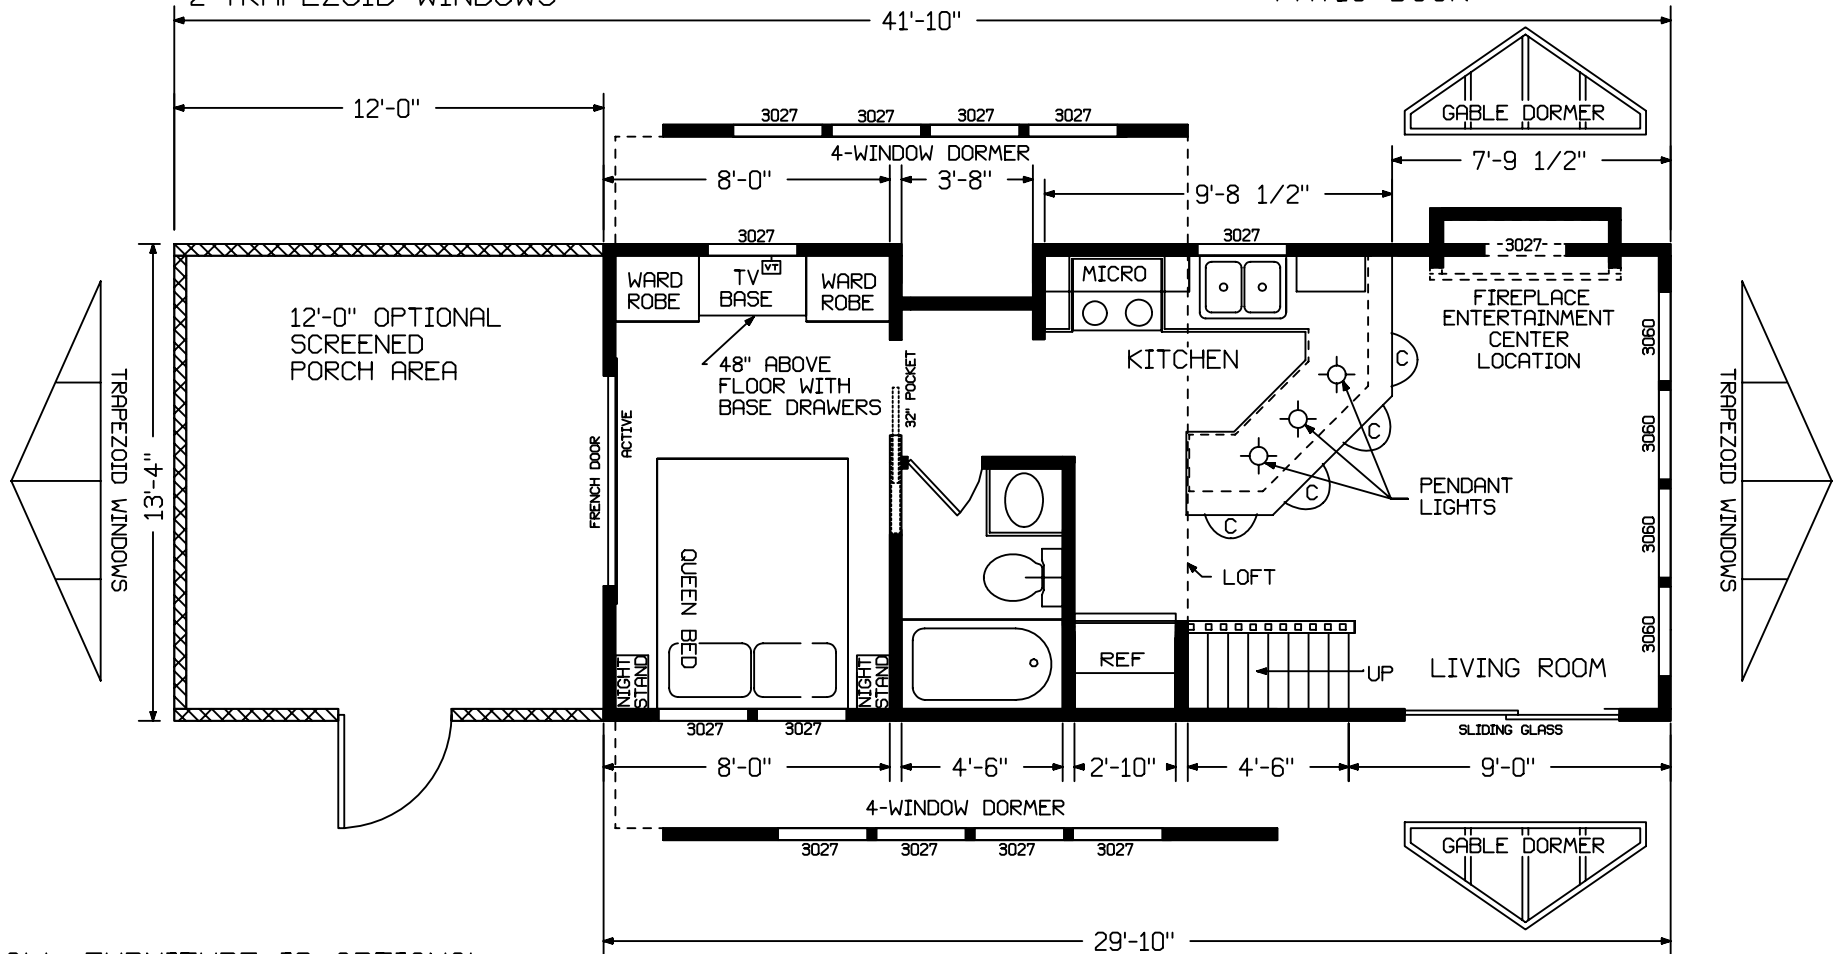 2 TRAPEZOID WINDOWS
41'-10"
12'-0"
3027
3027
3027
3027
4-WINDOW DORMER
GABLE DORMER
8'-0"
3'-8"
9'-8 1/2"
7'-9 1/2"
3027
3027
3027
WARD
ROBE
TV
BASE
VT
WARD
ROBE
MICRO
FIREPLACE
ENTERTAINMENT
CENTER
LOCATION
12'-0" OPTIONAL
SCREENED
PORCH AREA
48" ABOVE
FLOOR WITH
BASE DRAWERS
32" POCKET
KITCHEN
C
C
C
C
3060
3060
3060
3060
TRAPEZOID WINDOWS
13'-4"
FRENCH DOOR
ACTIVE
TRAPEZOID WINDOWS
PENDANT
LIGHTS
QUEEN BED
LOFT
NIGHT
STAND
NIGHT
STAND
REF
UP
LIVING ROOM
3027
3027
SLIDING GLASS
8'-0"
4'-6"
2'-10"
4'-6"
9'-0"
4-WINDOW DORMER
3027
3027
3027
3027
GABLE DORMER
29'-10"